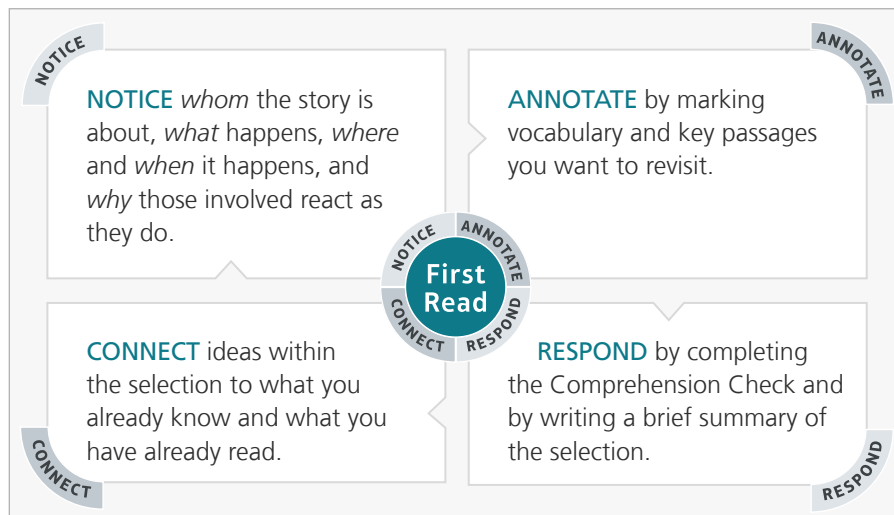 NOTICE
NOTICE whom the story is
about, what happens, where
and when it happens, and
why those involved react as
they do.
ANNOTATE
ANNOTATE by marking
vocabulary and key passages
you want to revisit.
NOTICE
ANNOTATE
First
Read
CONNECT
RESPOND
CONNECT ideas within
the selection to what you
already know and what you
have already read.
CONNECT
RESPOND by completing
the Comprehension Check and
by writing a brief summary of
the selection.
RESPOND